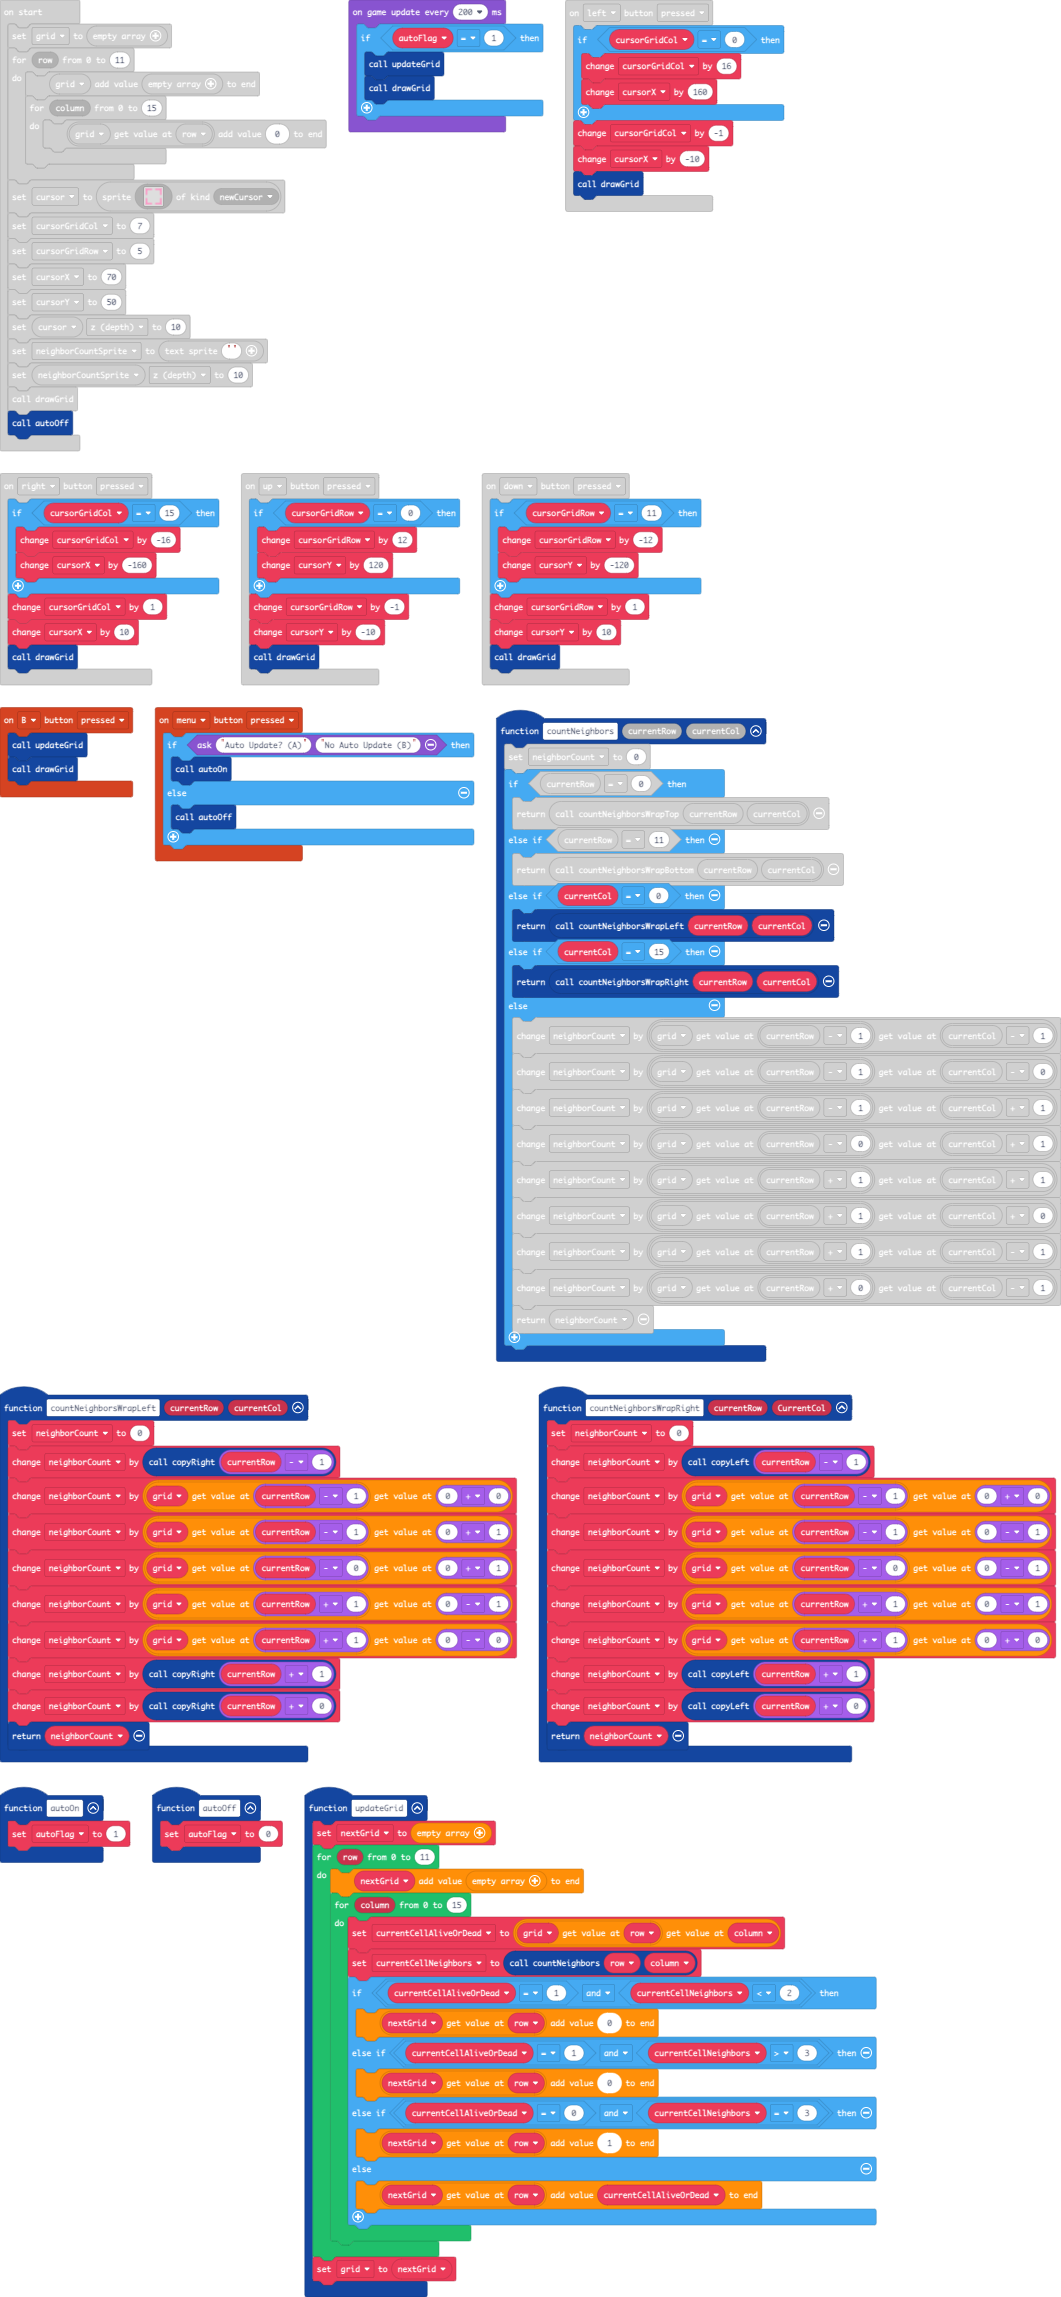 on start
set grid to empty array
for row from 0 to 11
do grid add value empty array to end
for column from 0 to 15
do grid get value at row add value 0 to end
set cursor to sprite of kind newCursor
set cursorGridCol to 7
set cursorGridRow to 5
set cursorX to 70
set cursorY to 50
set cursor z (depth) to 10
set neighborCountSprite to text sprite " "
set neighborCountSprite z (depth) to 10
call drawGrid
call autoOff
on game update every 200 ms
if autoFlag = 1 then
call updateGrid
call drawGrid
on left button pressed
if cursorGridCol = 0 then
change cursorGridCol by 16
change cursorX by 160
change cursorGridCol by -1
change cursorX by -10
call drawGrid
on right button pressed
if cursorGridCol = 15 then
change cursorGridCol by -16
change cursorX by -160
change cursorGridCol by 1
change cursorX by 10
call drawGrid
on up button pressed
if cursorGridRow = 0 then
change cursorGridRow by 12
change cursorY by 120
change cursorGridRow by -1
change cursorY by -10
call drawGrid
on down button pressed
if cursorGridRow = 11 then
change cursorGridRow by -12
change cursorY by -120
change cursorGridRow by 1
change cursorY by 10
call drawGrid
on B button pressed
call updateGrid
call drawGrid
on menu button pressed
if ask "Auto Update? (A)" "No Auto Update (B)" then
call autoOn
else
call autoOff
function countNeighbors currentRow currentCol
set neighborCount to 0
if currentRow = 0 then
return call countNeighborsWrapTop currentRow currentCol
else if currentRow = 11 then
return call countNeighborsWrapBottom currentRow currentCol
else if currentCol = 0 then
return call countNeighborsWrapLeft currentRow currentCol
else if currentCol = 15 then
return call countNeighborsWrapRight currentRow currentCol
else
change neighborCount by grid get value at currentRow - 1 get value at currentCol - 1
change neighborCount by grid get value at currentRow - 1 get value at currentCol - 0
change neighborCount by grid get value at currentRow - 1 get value at currentCol + 1
change neighborCount by grid get value at currentRow - 0 get value at currentCol + 1
change neighborCount by grid get value at currentRow + 1 get value at currentCol + 1
change neighborCount by grid get value at currentRow + 1 get value at currentCol + 0
change neighborCount by grid get value at currentRow + 1 get value at currentCol - 1
change neighborCount by grid get value at currentRow + 0 get value at currentCol - 1
return neighborCount
function countNeighborsWrapLeft currentRow currentCol
set neighborCount to 0
change neighborCount by call copyRight currentRow - 1
change neighborCount by grid get value at currentRow - 1 get value at 0 + 0
change neighborCount by grid get value at currentRow - 1 get value at 0 + 1
change neighborCount by grid get value at currentRow - 0 get value at 0 + 1
change neighborCount by grid get value at currentRow + 1 get value at 0 - 1
change neighborCount by grid get value at currentRow + 1 get value at 0 - 0
change neighborCount by call copyRight currentRow + 1
change neighborCount by call copyRight currentRow + 0
return neighborCount
function countNeighborsWrapRight currentRow CurrentCol
set neighborCount to 0
change neighborCount by call copyLeft currentRow - 1
change neighborCount by grid get value at currentRow - 1 get value at 0 + 0
change neighborCount by grid get value at currentRow - 1 get value at 0 - 1
change neighborCount by grid get value at currentRow - 0 get value at 0 - 1
change neighborCount by grid get value at currentRow + 1 get value at 0 - 1
change neighborCount by grid get value at currentRow + 1 get value at 0 + 0
change neighborCount by call copyLeft currentRow + 1
change neighborCount by call copyLeft currentRow + 0
return neighborCount
function autoOn
set autoFlag to 1
function autoOff
set autoFlag to 0
function updateGrid
set nextGrid to empty array
for row from 0 to 11
do nextGrid add value empty array to end
for column from 0 to 15
do set currentCellAliveOrDead to grid get value at row get value at column
set currentCellNeighbors to call countNeighbors row column
if currentCellAliveOrDead = 1 and currentCellNeighbors < 2 then
nextGrid get value at row add value 0 to end
else if currentCellAliveOrDead = 1 and currentCellNeighbors > 3 then
nextGrid get value at row add value 0 to end
else if currentCellAliveOrDead = 0 and currentCellNeighbors = 3 then
nextGrid get value at row add value 1 to end
else
nextGrid get value at row add value currentCellAliveOrDead to end
set grid to nextGrid